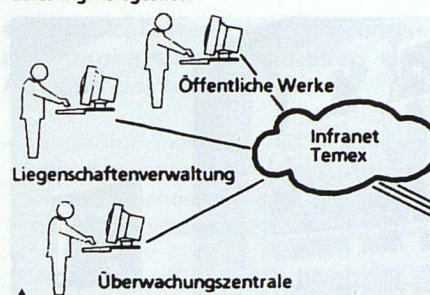 Öffentliche Werke
Infranet
Temex
Liegenschaftenverwaltung
Überwachungszentrale